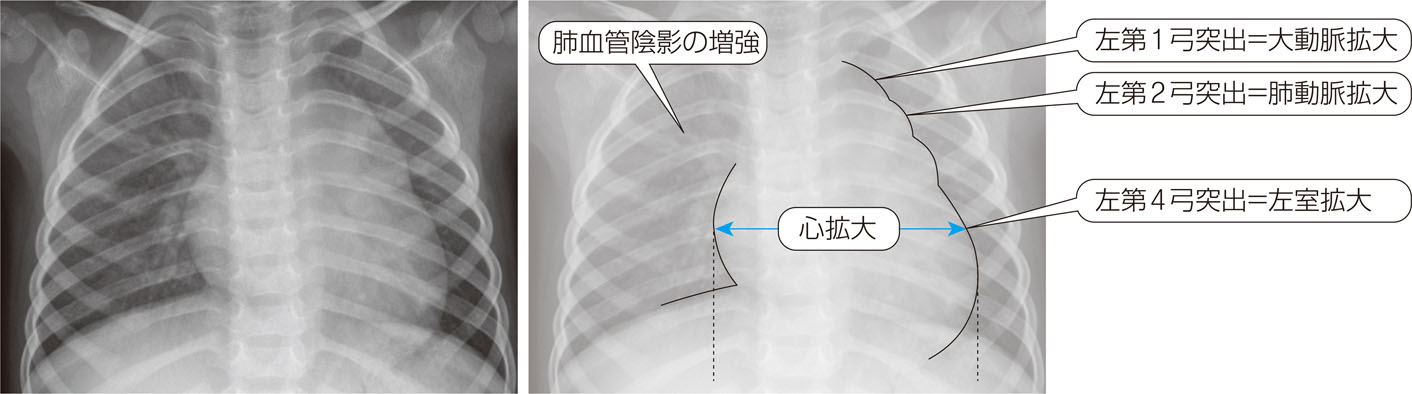 肺血管陰影の増強
左第1弓突出=大動脈拡大
左第2弓突出=肺動脈拡大
左第4弓突出=左室拡大
心拡大